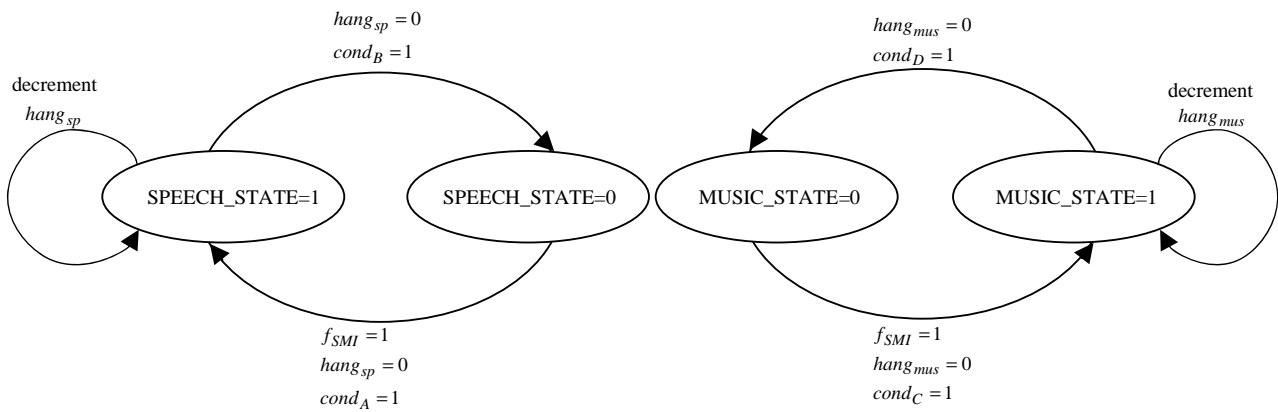 hang_sp = 0
cond_B = 1
hang_mus = 0
cond_D = 1
decrement
hang_sp
decrement
hang_mus
SPEECH_STATE=1
SPEECH_STATE=0
MUSIC_STATE=0
MUSIC_STATE=1
f_SMI = 1
hang_sp = 0
cond_A = 1
f_SMI = 1
hang_mus = 0
cond_C = 1